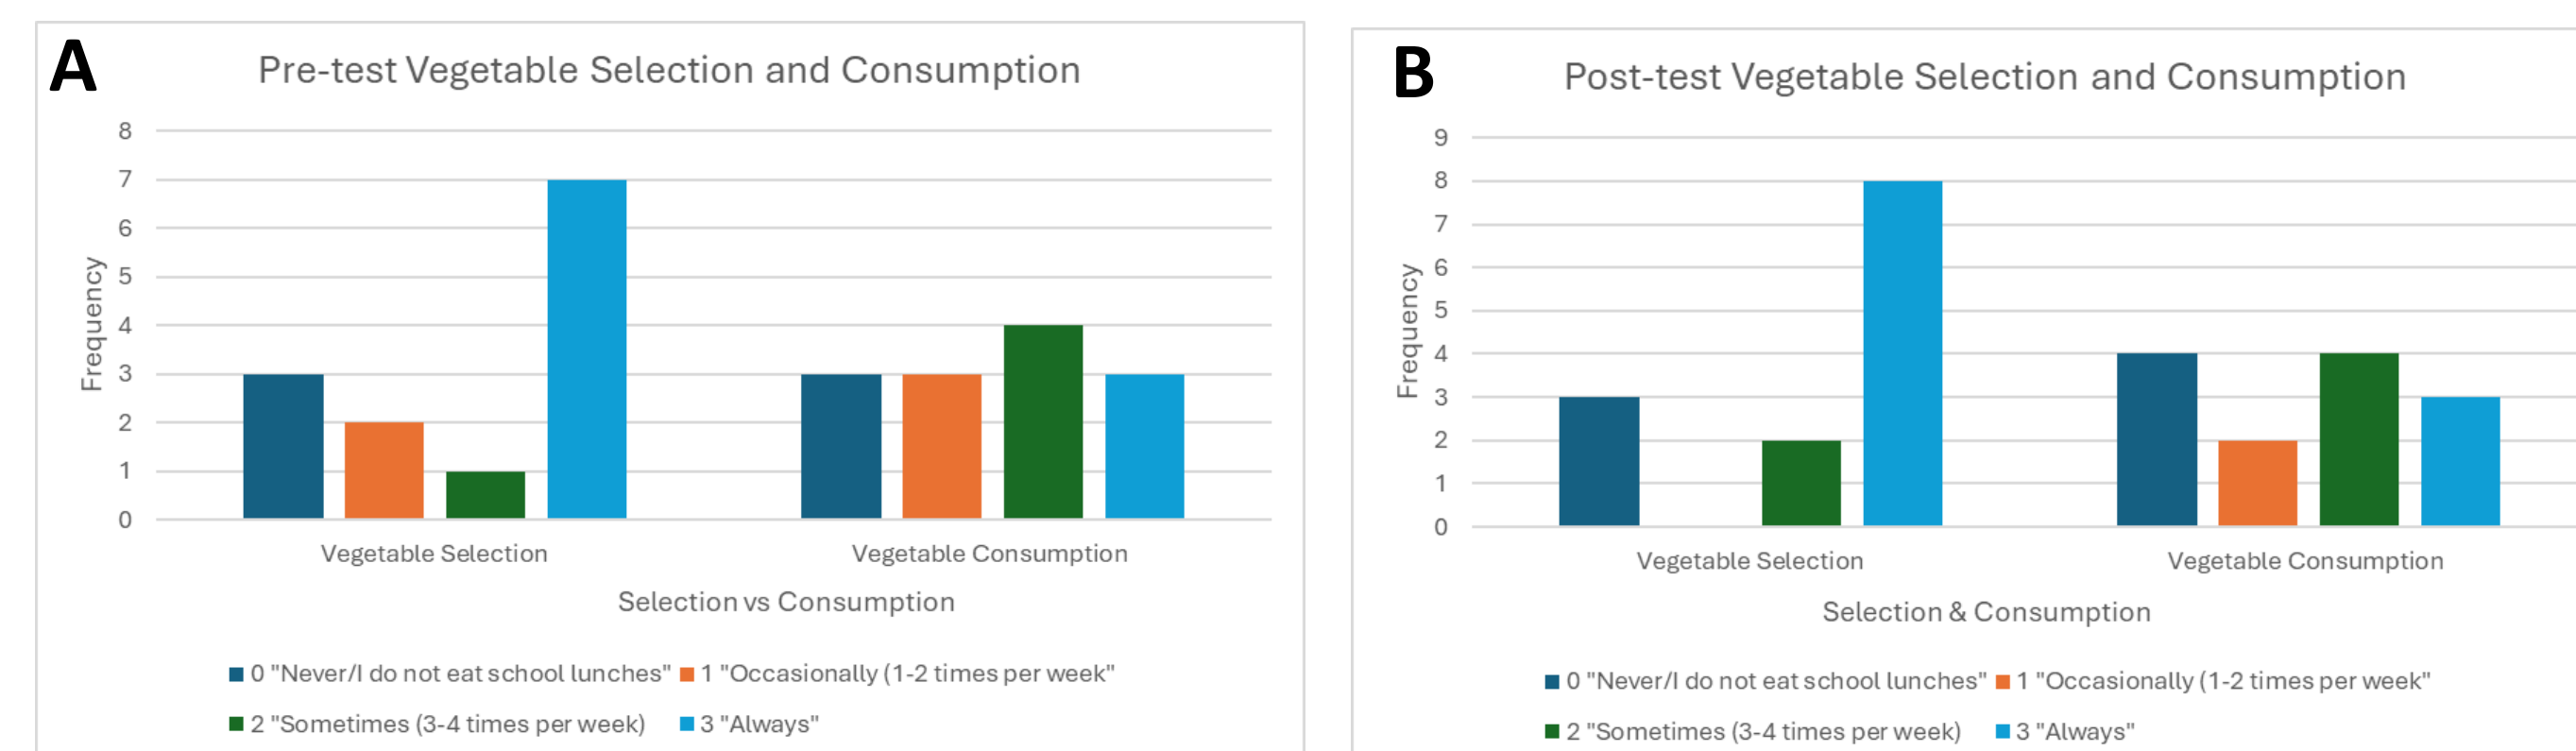 A
Pre-test Vegetable Selection and Consumption
8
7
6
5
4
3
2
1
0
Frequency
Vegetable Selection
Vegetable Consumption
Selection vs Consumption
0 "Never/I do not eat school lunches"
1 "Occasionally (1-2 times per week"
2 "Sometimes (3-4 times per week)
3 "Always"
B
Post-test Vegetable Selection and Consumption
9
8
7
6
5
4
3
2
1
0
Frequency
Vegetable Selection
Vegetable Consumption
Selection & Consumption
0 "Never/I do not eat school lunches"
1 "Occasionally (1-2 times per week"
2 "Sometimes (3-4 times per week)
3 "Always"